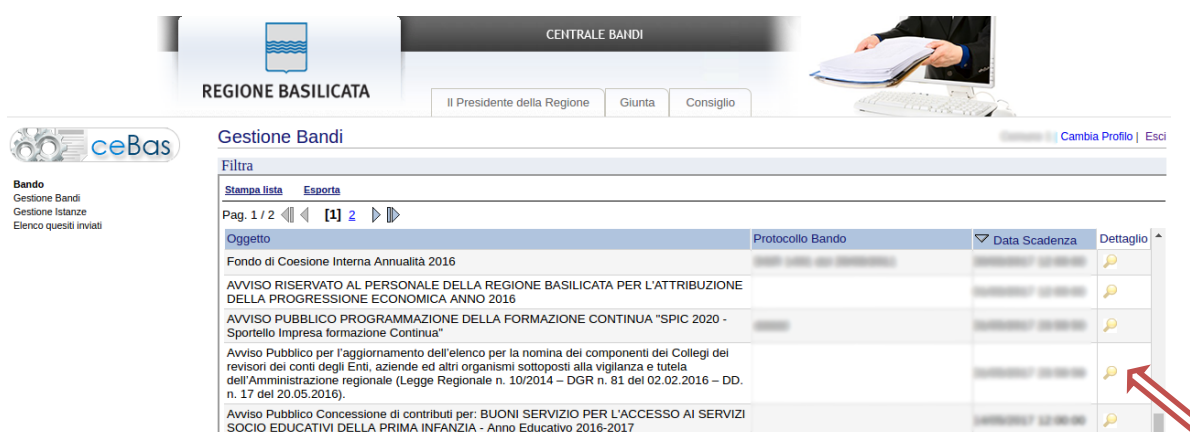 CENTRALE BANDI
REGIONE BASILICATA
Il Presidente della Regione Giunta Consiglio
ceBas
Gestione Bandi
Cambia Profilo | Esci
Filtra
Bando
Gestione Bandi
Gestione Istanze
Elenco quesiti inviati
Stampa lista Esporta
Pag. 1 / 2 [1] 2
Oggetto Protocollo Bando Data Scadenza Dettaglio
Fondo di Coesione Interna Annualità 2016
AVVISO RISERVATO AL PERSONALE DELLA REGIONE BASILICATA PER L'ATTRIBUZIONE
DELLA PROGRESSIONE ECONOMICA ANNO 2016
AVVISO PUBBLICO PROGRAMMAZIONE DELLA FORMAZIONE CONTINUA "SPIC 2020 -
Sportello Impresa formazione Continua"
Avviso Pubblico per l'aggiornamento dell'elenco per la nomina dei componenti dei Collegi dei
revisori dei conti degli Enti, aziende ed altri organismi sottoposti alla vigilanza e tutela
dell'Amministrazione regionale (Legge Regionale n. 10/2014 – DGR n. 81 del 02.02.2016 – DD.
n. 17 del 20.05.2016).
Avviso Pubblico Concessione di contributi per: BUONI SERVIZIO PER L'ACCESSO AI SERVIZI
SOCIO EDUCATIVI DELLA PRIMA INFANZIA - Anno Educativo 2016-2017